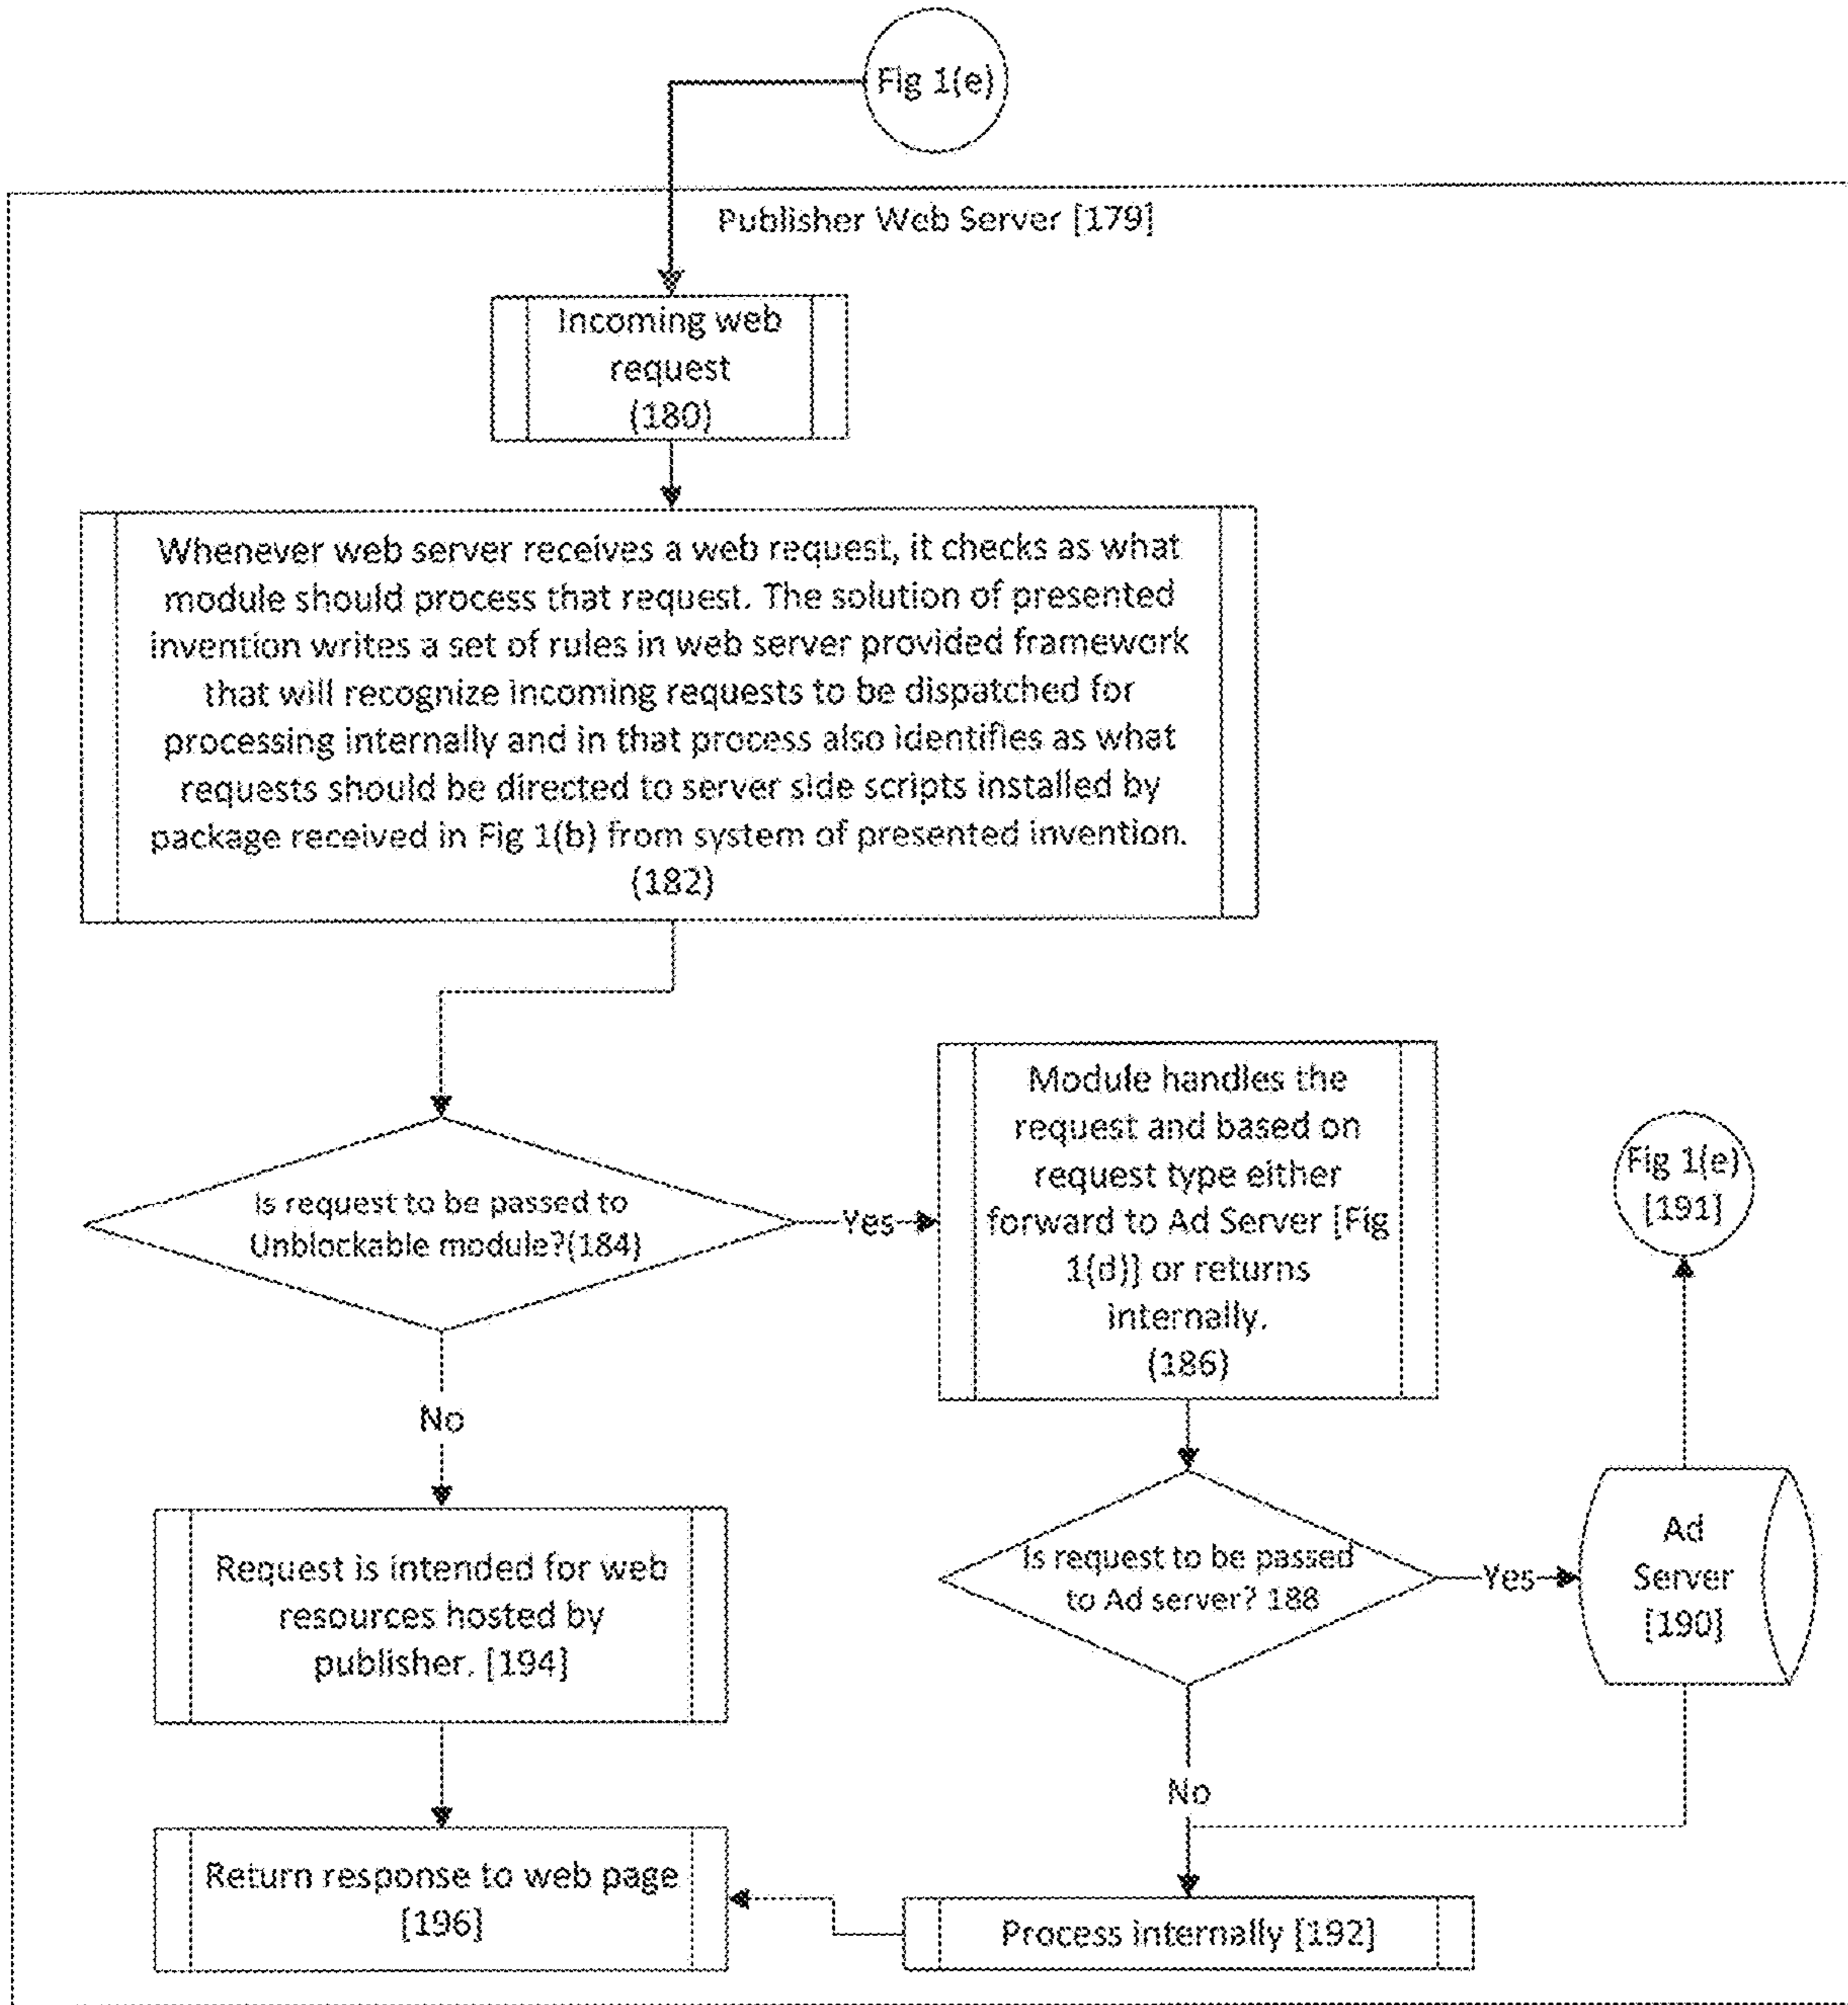 Fig 1(e)
Publisher Web Server [179]
Incoming web
request
(180)
Whenever web server receives a web request, it checks as what
module should process that request. The solution of presented
invention writes a set of rules in web server provided framework
that will recognize incoming requests to be dispatched for
processing internally and in that process also identifies as what
requests should be directed to server side scripts installed by
package received in Fig 1(b) from system of presented invention.
(182)
Is request to be passed to
Unblockable module?(184)
Yes
Module handles the
request and based on
request type either
forward to Ad Server [Fig
1(d)] or returns
internally.
(186)
Fig 1(e)
[191]
No
Request is intended for web
resources hosted by
publisher. [194]
Is request to be passed
to Ad server? 188
Yes
Ad
Server
[190]
No
Return response to web page
[196]
Process internally [192]